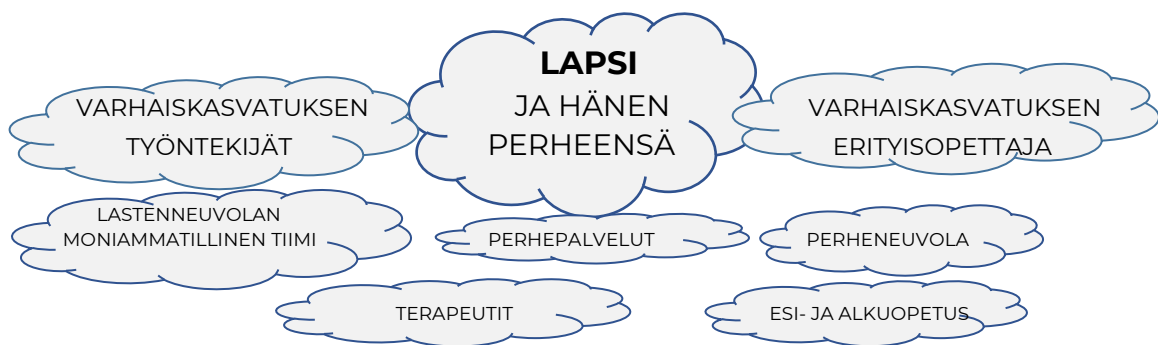 LAPSI
JA HÄNEN
PERHEENSÄ
VARHAISKASVATUKSEN
TYÖNTEKIJÄT
VARHAISKASVATUKSEN
ERITYISOPETTAJA
LASTENNEUVOLAN
MONIAMMATILLINEN TIIMI
PERHEPALVELUT
PERHENEUVOLA
TERAPEUTIT
ESI- JA ALKUOPETUS